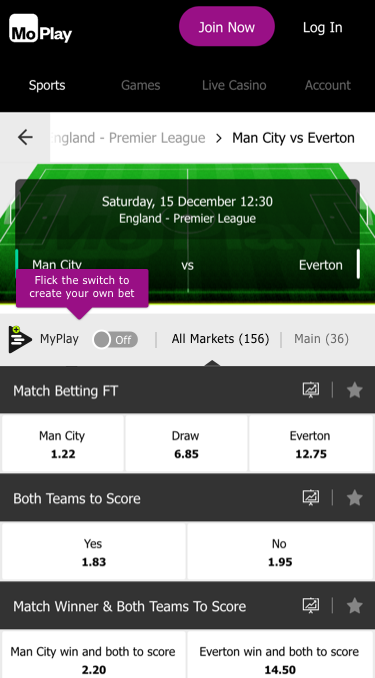 MoPlay
Join Now
Log In
Sports
Games
Live Casino
Account
ngland - Premier League > Man City vs Everton
Saturday, 15 December 12:30
England - Premier League
Man City
vs
Everton
Flick the switch to
create your own bet
MyPlay
Off
All Markets (156)
Main (36)
Match Betting FT
Man City
Draw
Everton
1.22
6.85
12.75
Both Teams to Score
Yes
No
1.83
1.95
Match Winner & Both Teams To Score
Man City win and both to score
Everton win and both to score
2.20
14.50